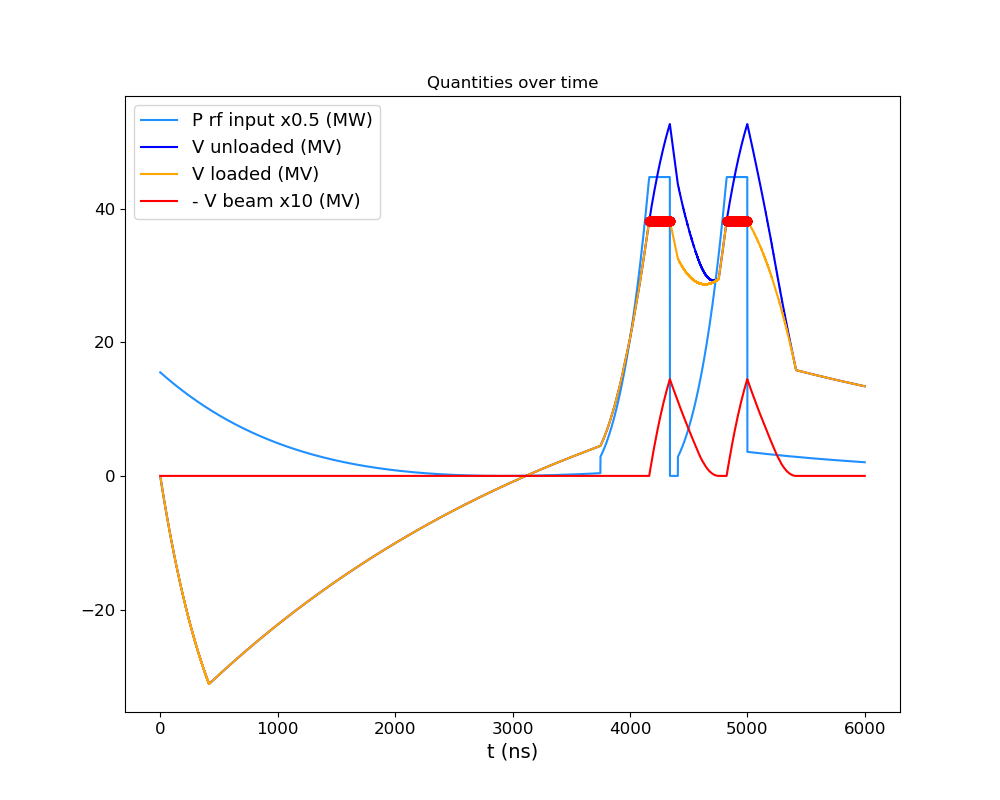 Quantities over time
P rf input x0.5 (MW)
V unloaded (MV)
V loaded (MV)
- V beam x10 (MV)
40
20
0
−20
0 1000 2000 3000 4000 5000 6000
t (ns)